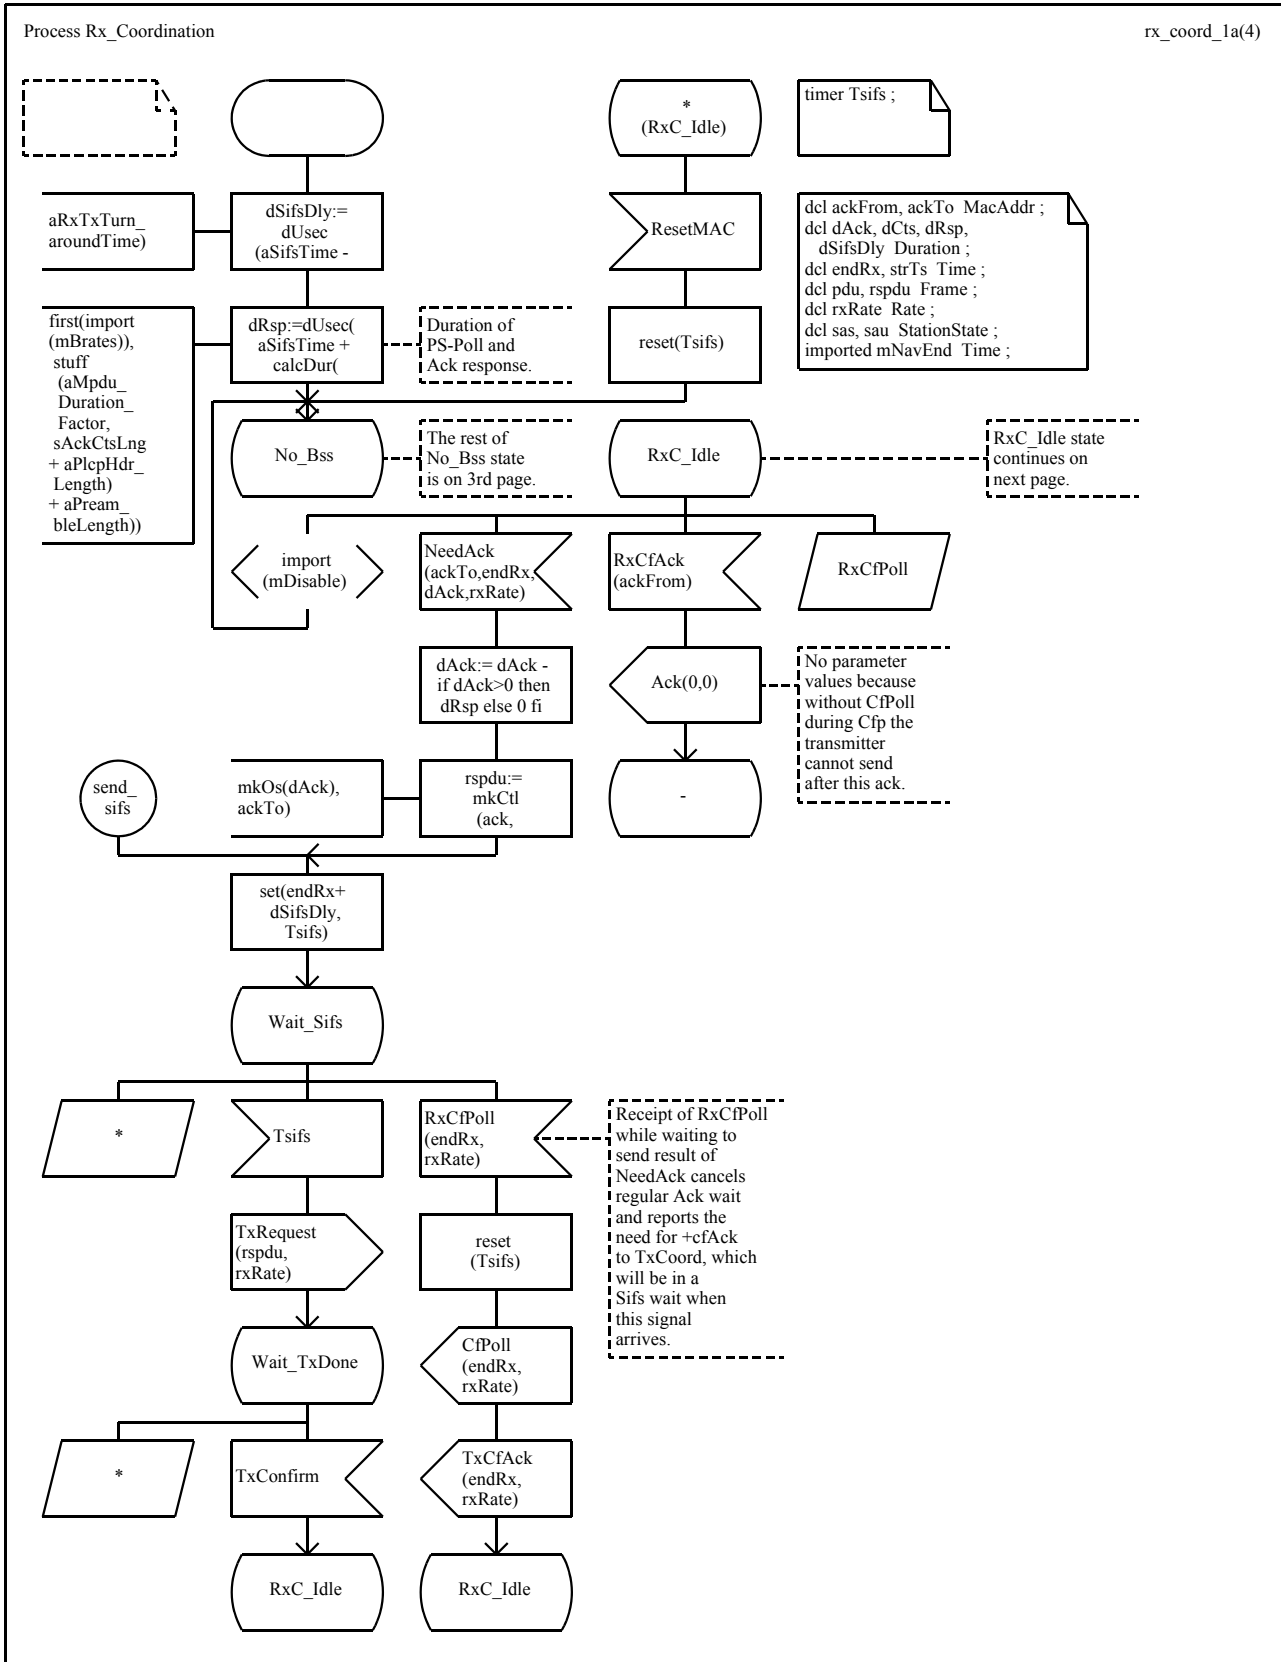 Process Rx_Coordination
rx_coord_1a(4)
*
(RxC_Idle)
timer Tsifs ;
aRxTxTurn_
aroundTime)
dSifsDly:=
dUsec
(aSifsTime -
ResetMAC
dcl ackFrom, ackTo  MacAddr ;
dcl dAck, dCts, dRsp,
dSifsDly  Duration ;
dcl endRx, strTs  Time ;
dcl pdu, rspdu  Frame ;
dcl rxRate  Rate ;
dcl sas, sau  StationState ;
imported mNavEnd  Time ;
first(import
(mBrates)),
stuff
(aMpdu_
Duration_
Factor,
sAckCtsLng
+ aPlcpHdr_
Length)
+ aPream_
bleLength))
dRsp:=dUsec(
aSifsTime +
calcDur(
Duration of
PS-Poll and
Ack response.
reset(Tsifs)
No_Bss
The rest of
No_Bss state
is on 3rd page.
RxC_Idle
RxC_Idle state
continues on
next page.
import
(mDisable)
NeedAck
(ackTo,endRx,
dAck,rxRate)
RxCfAck
(ackFrom)
RxCfPoll
dAck:= dAck -
if dAck>0 then
dRsp else 0 fi
Ack(0,0)
No parameter
values because
without CfPoll
during Cfp the
transmitter
cannot send
after this ack.
send_
sifs
mkOs(dAck),
ackTo)
rspdu:=
mkCtl
(ack,
-
set(endRx+
dSifsDly,
Tsifs)
Wait_Sifs
*
Tsifs
RxCfPoll
(endRx,
rxRate)
Receipt of RxCfPoll
while waiting to
send result of
NeedAck cancels
regular Ack wait
and reports the
need for +cfAck
to TxCoord, which
will be in a
Sifs wait when
this signal
arrives.
TxRequest
(rspdu,
rxRate)
reset
(Tsifs)
Wait_TxDone
CfPoll
(endRx,
rxRate)
*
TxConfirm
TxCfAck
(endRx,
rxRate)
RxC_Idle
RxC_Idle